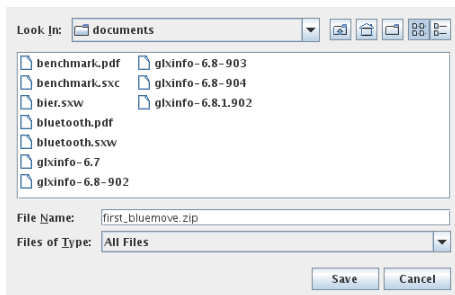 Look In: documents
benchmark.pdf glxinfo-6.8-903
benchmark.sxc glxinfo-6.8-904
bier.sxw glxinfo-6.8.1.902
bluetooth.pdf
bluetooth.sxw
glxinfo-6.7
glxinfo-6.8-902
File Name: first_bluemove.zip
Files of Type: All Files
Save Cancel